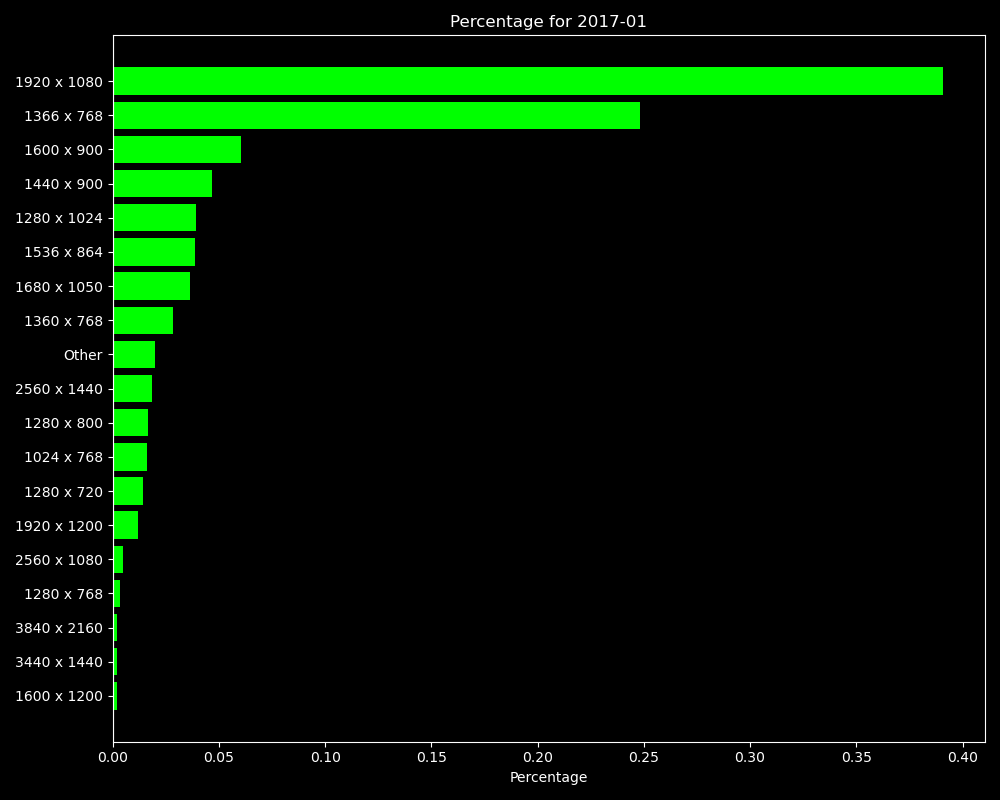 Percentage for 2017-01
1920 x 1080
1366 x 768
1600 x 900
1440 x 900
1280 x 1024
1536 x 864
1680 x 1050
1360 x 768
Other
2560 x 1440
1280 x 800
1024 x 768
1280 x 720
1920 x 1200
2560 x 1080
1280 x 768
3840 x 2160
3440 x 1440
1600 x 1200
0.00 0.05 0.10 0.15 0.20 0.25 0.30 0.35 0.40
Percentage